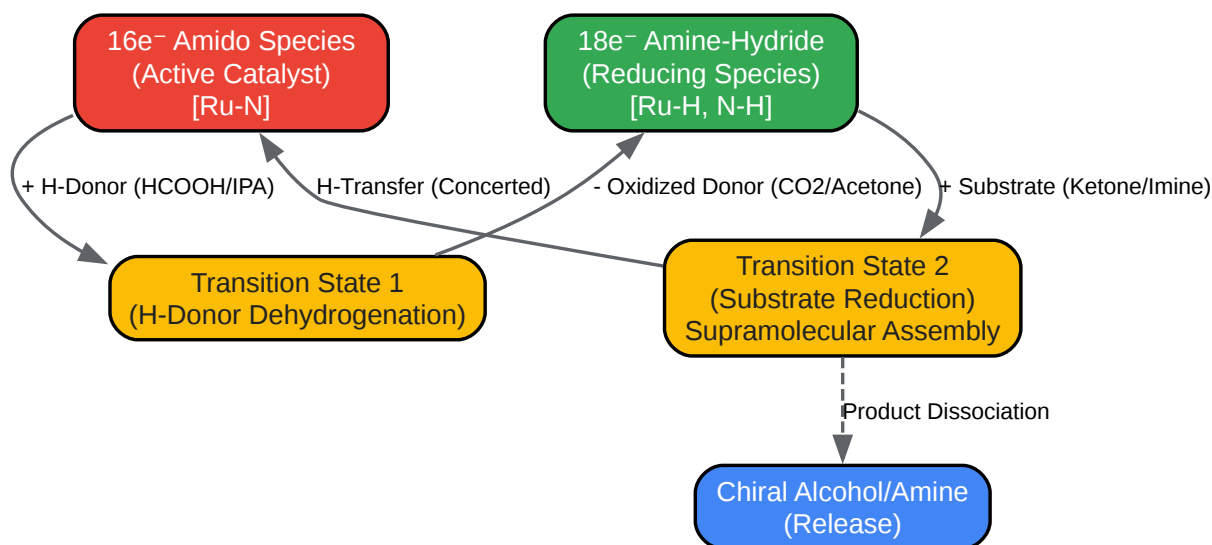 16e⁻ Amido Species
(Active Catalyst)
[Ru-N]
18e⁻ Amine-Hydride
(Reducing Species)
[Ru-H, N-H]
+ H-Donor (HCOOH/IPA)
H-Transfer (Concerted)
- Oxidized Donor (CO2/Acetone)
+ Substrate (Ketone/Imine)
Transition State 1
(H-Donor Dehydrogenation)
Transition State 2
(Substrate Reduction)
Supramolecular Assembly
Product Dissociation
Chiral Alcohol/Amine
(Release)